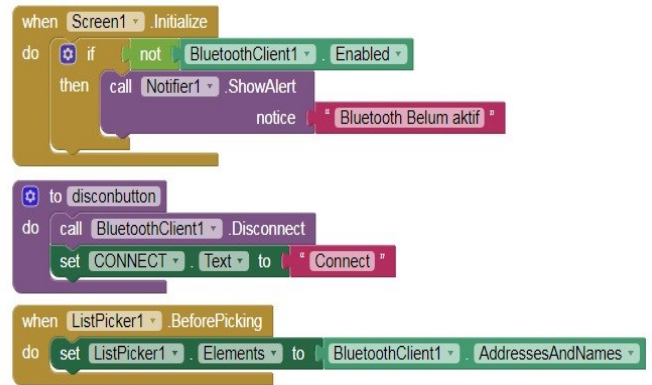 when Screen1 .Initialize
do if not BluetoothClient1 . Enabled
then call Notifier1 .ShowAlert
notice " Bluetooth Belum aktif "
to disconbutton
do call BluetoothClient1 .Disconnect
set CONNECT . Text to " Connect "
when ListPicker1 .BeforePicking
do set ListPicker1 . Elements to BluetoothClient1 . AddressesAndNames